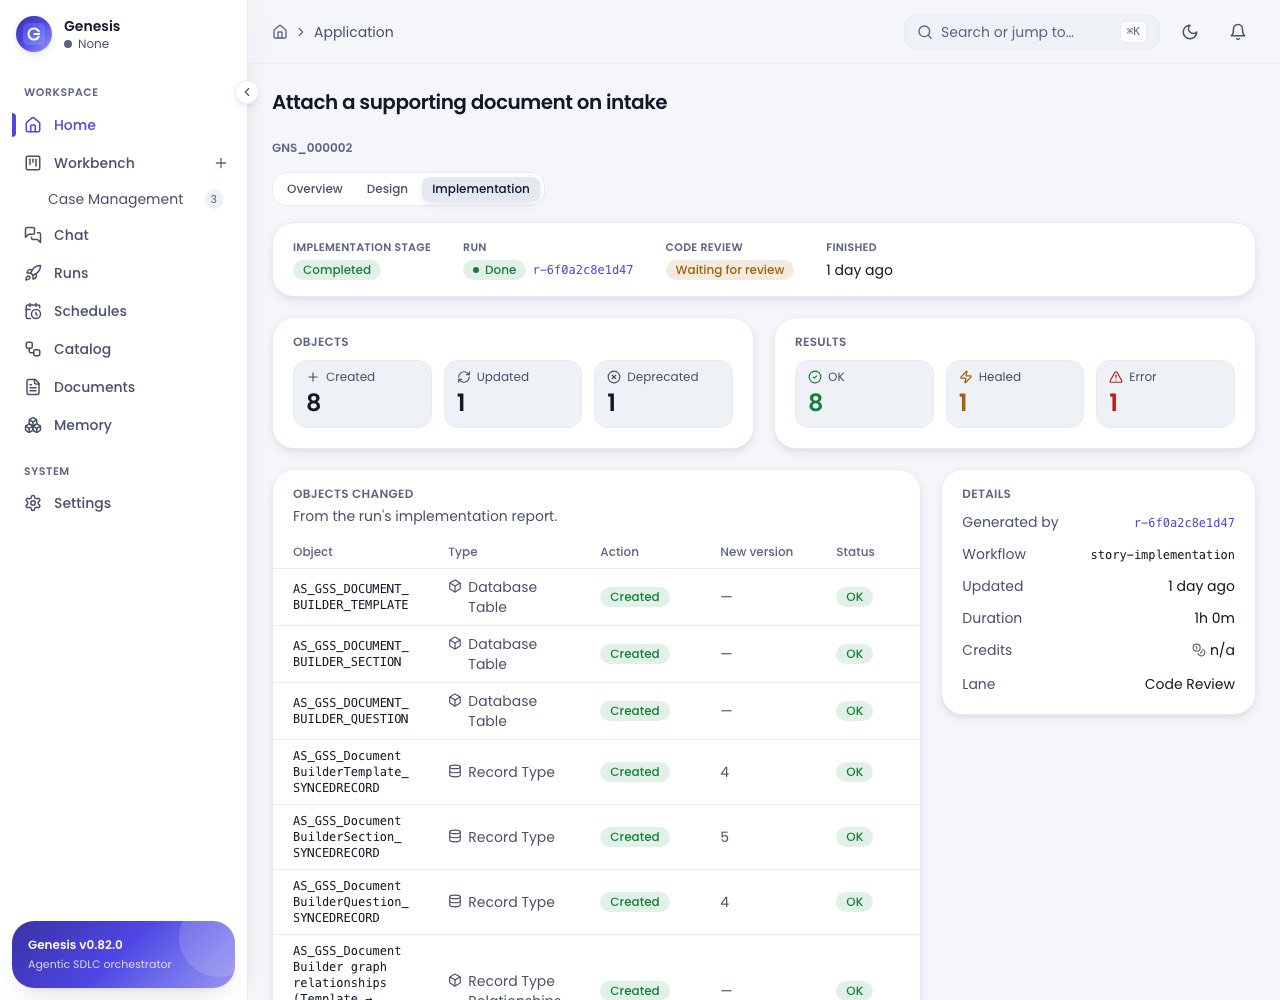 Genesis
None
Application
Search or jump to...
⌘K
WORKSPACE
Home
Workbench
Case Management
3
Chat
Runs
Schedules
Catalog
Documents
Memory
SYSTEM
Settings
Genesis v0.82.0
Agentic SDLC orchestrator
Attach a supporting document on intake
GNS_000002
Overview
Design
Implementation
IMPLEMENTATION STAGE
RUN
CODE REVIEW
FINISHED
Completed
Done
r-6f0a2c8e1d47
Waiting for review
1 day ago
OBJECTS
Created
Updated
Deprecated
8
1
1
RESULTS
OK
Healed
Error
8
1
1
OBJECTS CHANGED
From the run's implementation report.
Object
Type
Action
New version
Status
AS_GSS_DOCUMENT_
BUILDER_TEMPLATE
Database
Table
Created
—
OK
AS_GSS_DOCUMENT_
BUILDER_SECTION
Database
Table
Created
—
OK
AS_GSS_DOCUMENT_
BUILDER_QUESTION
Database
Table
Created
—
OK
AS_GSS_Document
BuilderTemplate_
SYNCEDRECORD
Record Type
Created
4
OK
AS_GSS_Document
BuilderSection_
SYNCEDRECORD
Record Type
Created
5
OK
AS_GSS_Document
BuilderQuestion_
SYNCEDRECORD
Record Type
Created
4
OK
AS_GSS_Document
Builder graph
relationships
(Template →
Record Type
Relationships
Created
—
OK
DETAILS
Generated by
r-6f0a2c8e1d47
Workflow
story-implementation
Updated
1 day ago
Duration
1h 0m
Credits
n/a
Lane
Code Review